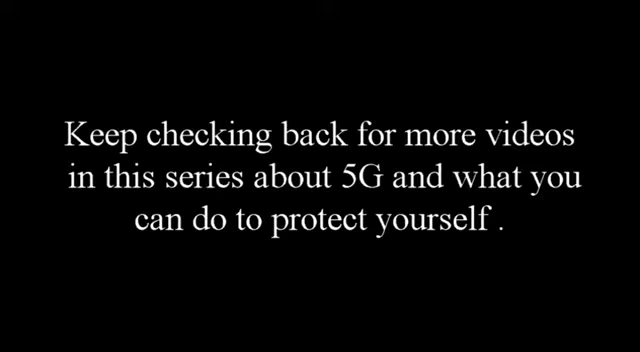 Keep checking back for more videos
in this series about 5G and what you
can do to protect yourself .